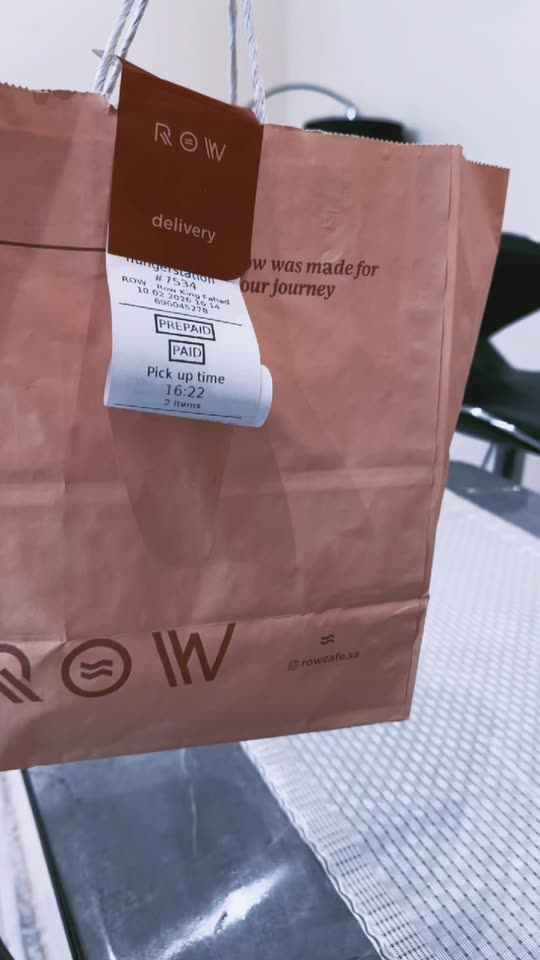 ROW
delivery
hungerstation
#7534
ROW Row King Fahad
10.02.2026 16:14
696045278
PREPAID
PAID
Pick up time
16:22
2 items
was made for
our journey
ROW
rowcafe.sa